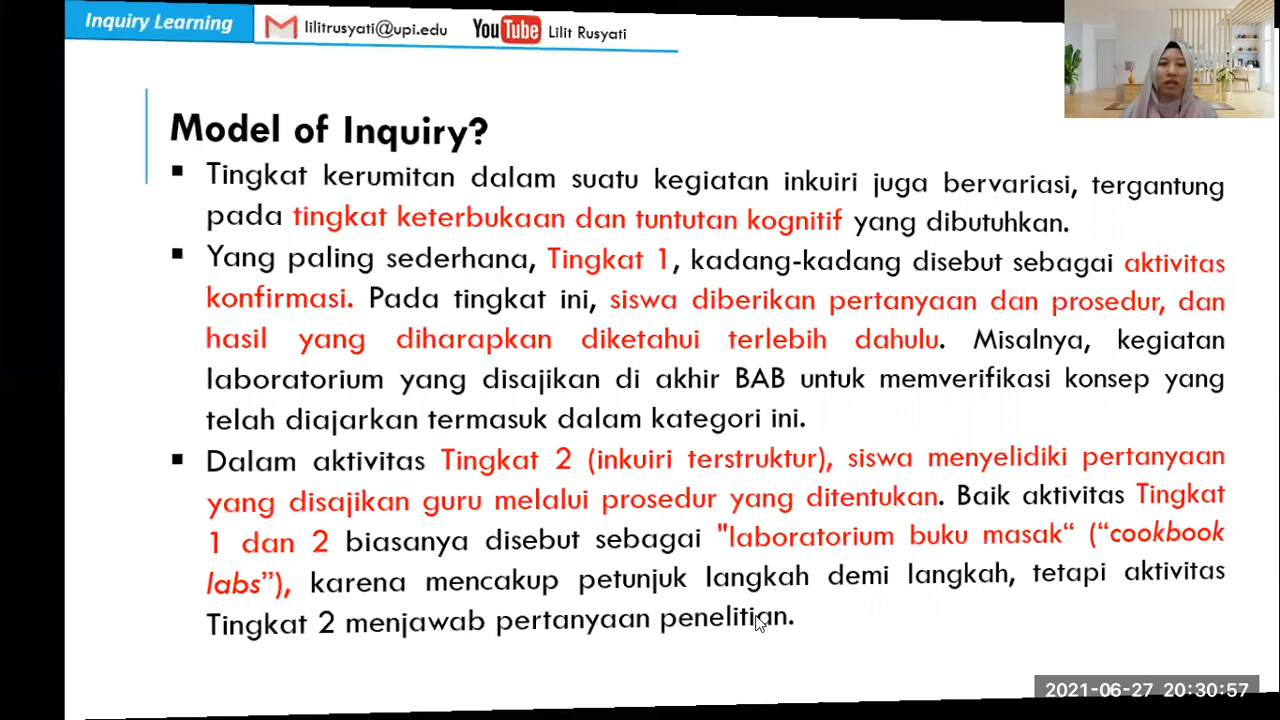 Inquiry Learning
lilitrusyati@upi.edu
YouTube Lilit Rusyati
Model of Inquiry?
▪ Tingkat kerumitan dalam suatu kegiatan inkuiri juga bervariasi, tergantung
pada tingkat keterbukaan dan tuntutan kognitif yang dibutuhkan.
▪ Yang paling sederhana, Tingkat 1, kadang-kadang disebut sebagai aktivitas
konfirmasi. Pada tingkat ini, siswa diberikan pertanyaan dan prosedur, dan
hasil yang diharapkan diketahui terlebih dahulu. Misalnya, kegiatan
laboratorium yang disajikan di akhir BAB untuk memverifikasi konsep yang
telah diajarkan termasuk dalam kategori ini.
▪ Dalam aktivitas Tingkat 2 (inkuiri terstruktur), siswa menyelidiki pertanyaan
yang disajikan guru melalui prosedur yang ditentukan. Baik aktivitas Tingkat
1 dan 2 biasanya disebut sebagai "laboratorium buku masak“ (“cookbook
labs”), karena mencakup petunjuk langkah demi langkah, tetapi aktivitas
Tingkat 2 menjawab pertanyaan penelitian.
2021-06-27 20:30:57